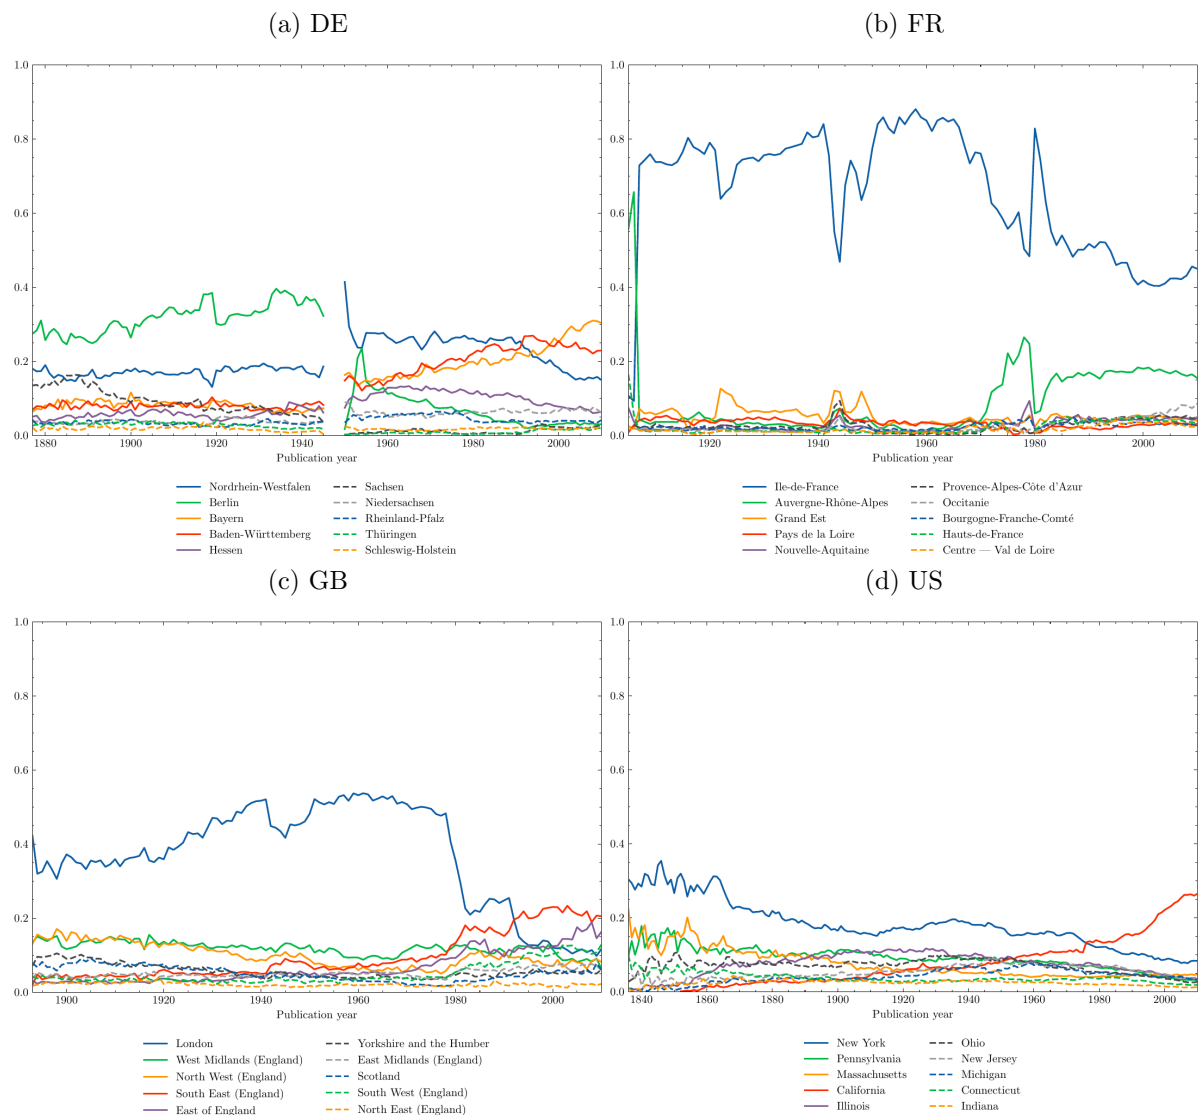 (a) DE
(b) FR
1.0
0.8
0.6
0.4
0.2
0.0
1880 1900 1920 1940 1960 1980 2000
Publication year
1.0
0.8
0.6
0.4
0.2
0.0
1920 1940 1960 1980 2000
Publication year
Nordrhein-Westfalen
Berlin
Bayern
Baden-Württemberg
Hessen
Sachsen
Niedersachsen
Rheinland-Pfalz
Thüringen
Schleswig-Holstein
Ile-de-France
Auvergne-Rhône-Alpes
Grand Est
Pays de la Loire
Nouvelle-Aquitaine
Provence-Alpes-Côte d'Azur
Occitanie
Bourgogne-Franche-Comté
Hauts-de-France
Centre — Val de Loire
(c) GB
(d) US
1.0
0.8
0.6
0.4
0.2
0.0
1900 1920 1940 1960 1980 2000
Publication year
1.0
0.8
0.6
0.4
0.2
0.0
1840 1860 1880 1900 1920 1940 1960 1980 2000
Publication year
London
West Midlands (England)
North West (England)
South East (England)
East of England
Yorkshire and the Humber
East Midlands (England)
Scotland
South West (England)
North East (England)
New York
Pennsylvania
Massachusetts
California
Illinois
Ohio
New Jersey
Michigan
Connecticut
Indiana